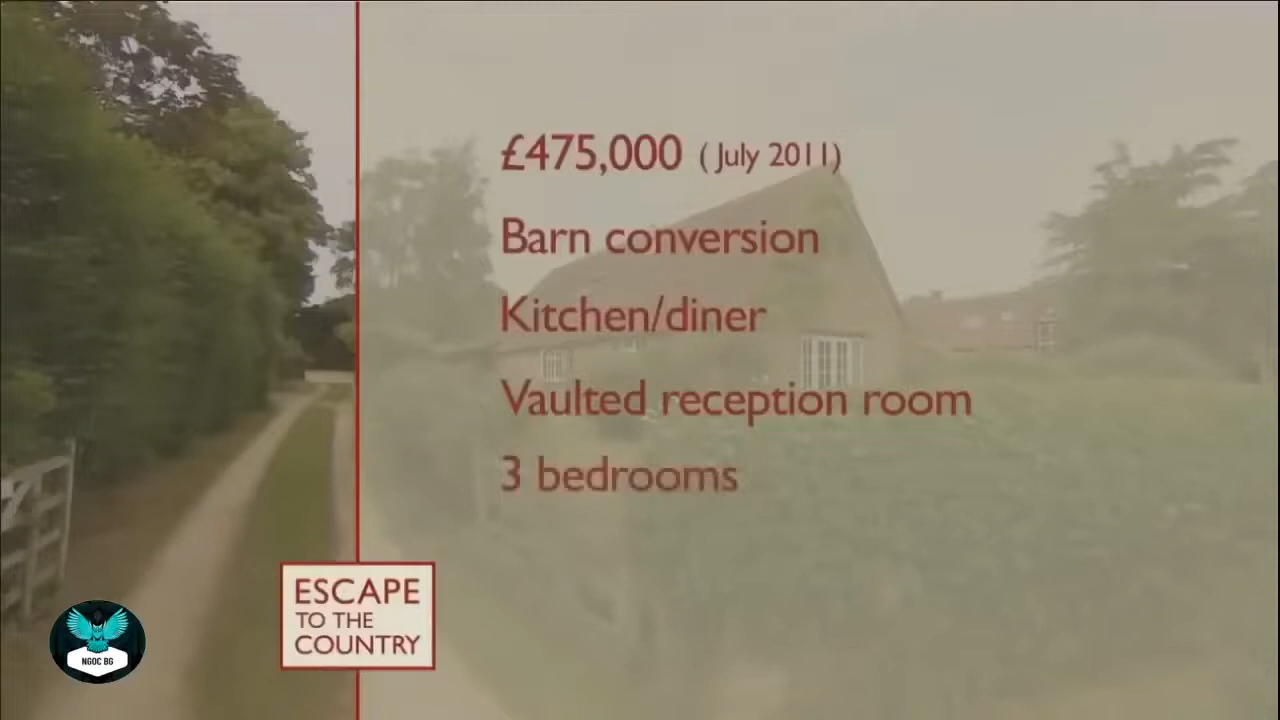 £475,000 ( July 2011)
Barn conversion
Kitchen/diner
Vaulted reception room
3 bedrooms
ESCAPE
TO THE
COUNTRY
NGOC BG